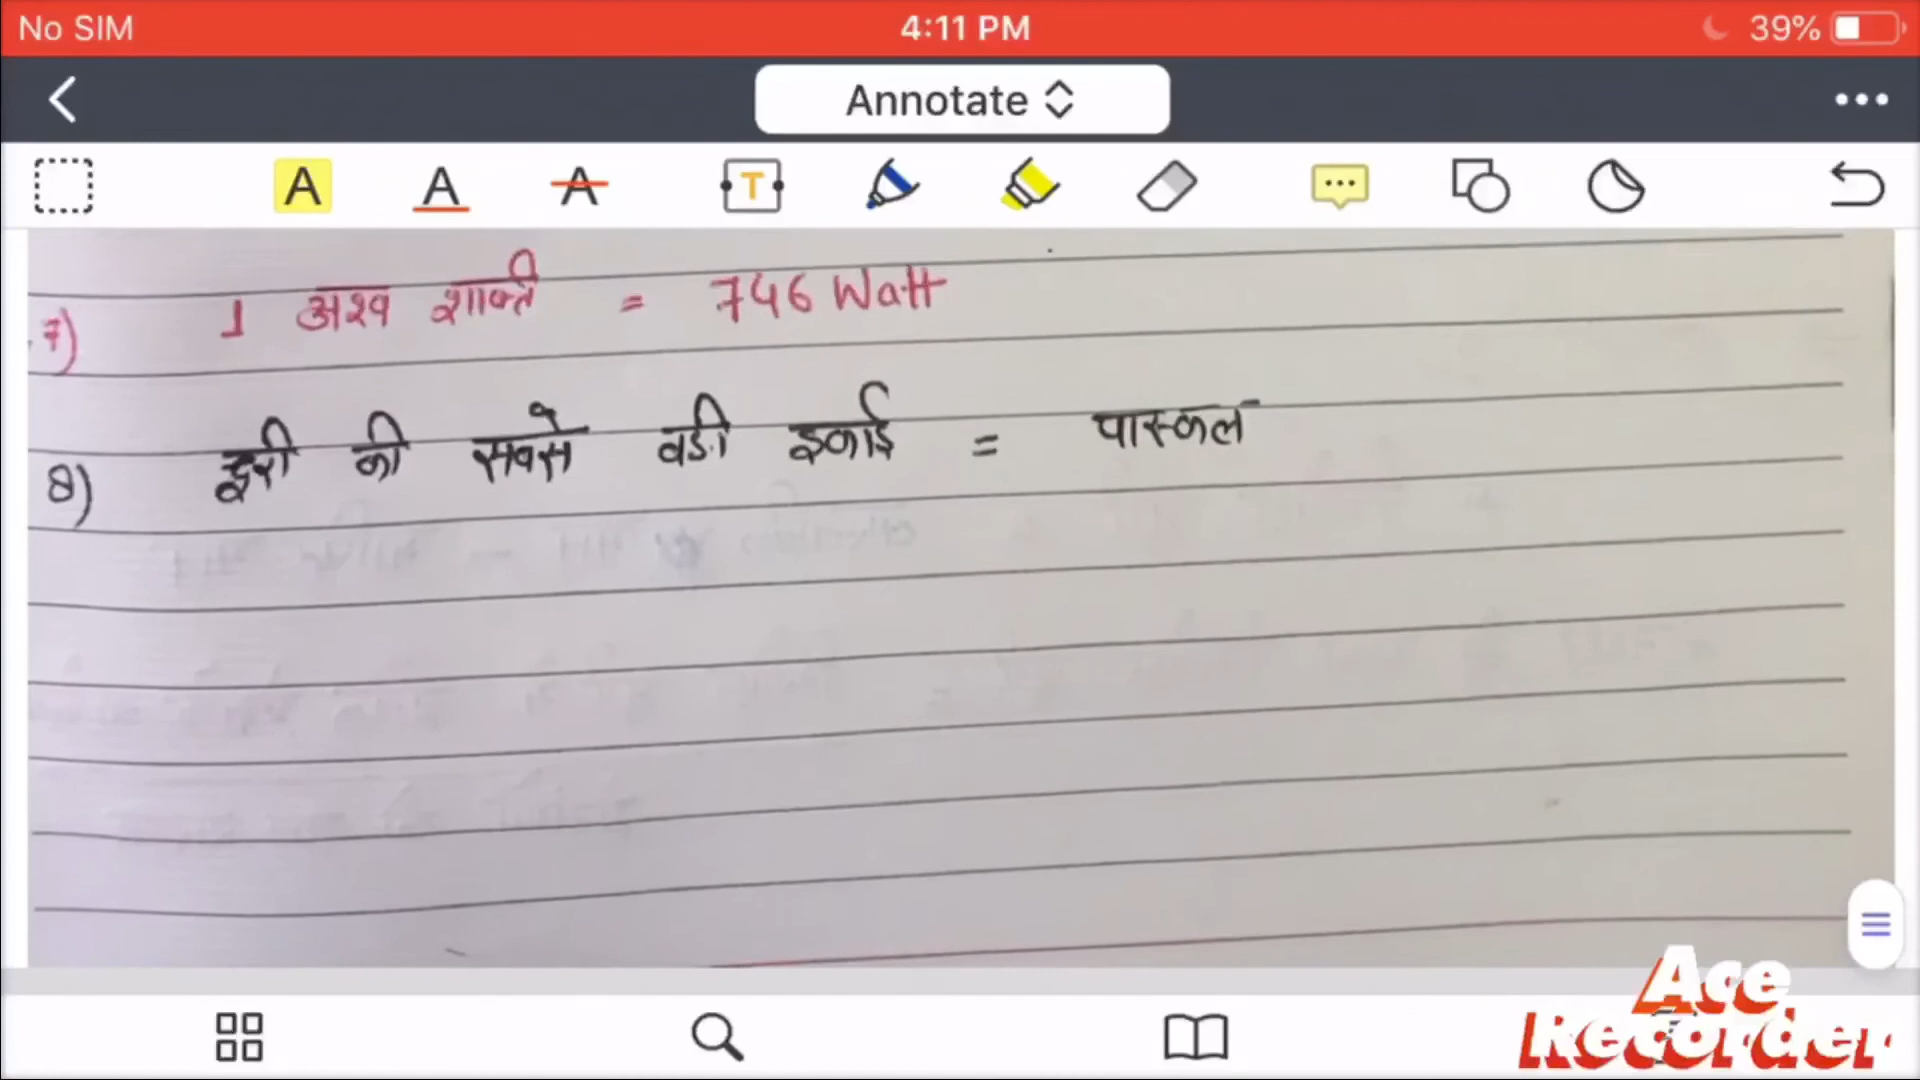 No SIM 4:11 PM 39%
Annotate
A A A T
7) 1 अश्व शक्ति = 746 Watt
8) दूरी की सबसे बडी इकाई = पास्कल
Ace
Recorder